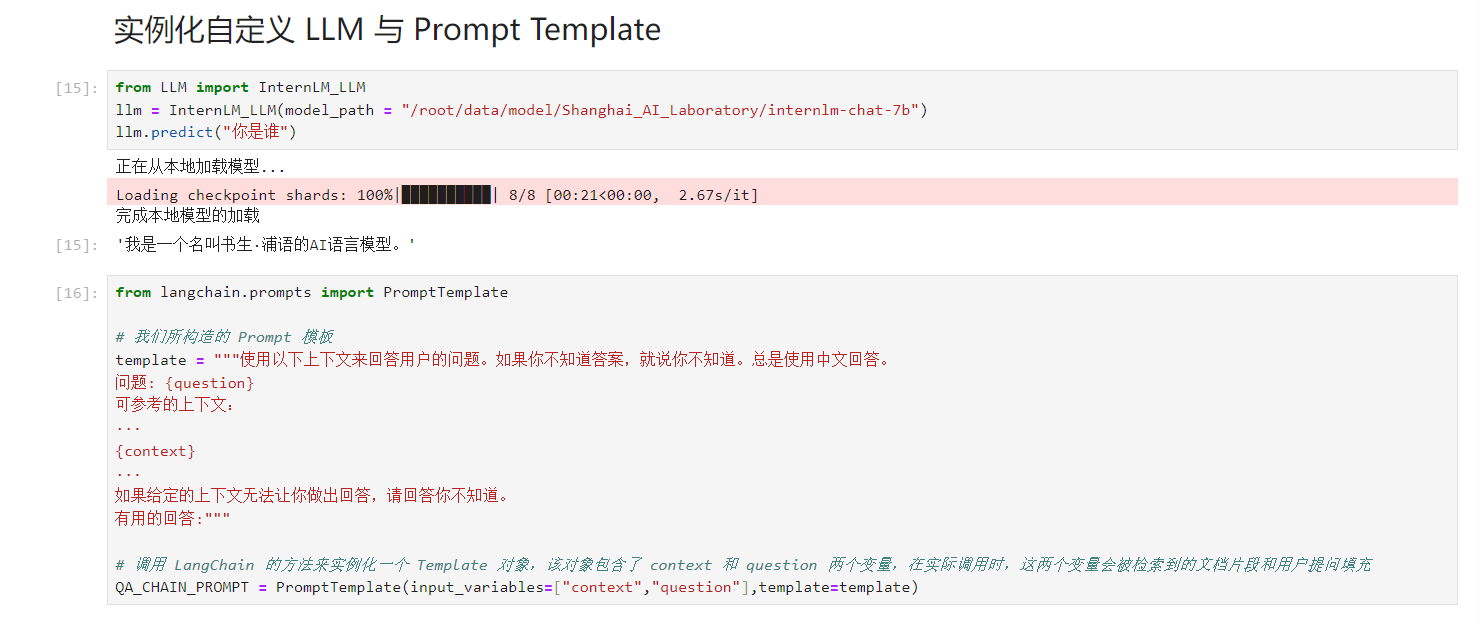 实例化自定义 LLM 与 Prompt Template
[15]: from LLM import InternLM_LLM
llm = InternLM_LLM(model_path = "/root/data/model/Shanghai_AI_Laboratory/internlm-chat-7b")
llm.predict("你是谁")
正在从本地加载模型...
Loading checkpoint shards: 100%|██████████| 8/8 [00:21<00:00,  2.67s/it]
完成本地模型的加载
[15]: '我是一个名叫书生·浦语的AI语言模型。'
[16]: from langchain.prompts import PromptTemplate
# 我们所构造的 Prompt 模板
template = """使用以下上下文来回答用户的问题。如果你不知道答案，就说你不知道。总是使用中文回答。
问题: {question}
可参考的上下文：
···
{context}
···
如果给定的上下文无法让你做出回答，请回答你不知道。
有用的回答:"""
# 调用 LangChain 的方法来实例化一个 Template 对象，该对象包含了 context 和 question 两个变量，在实际调用时，这两个变量会被检索到的文档片段和用户提问填充
QA_CHAIN_PROMPT = PromptTemplate(input_variables=["context","question"],template=template)